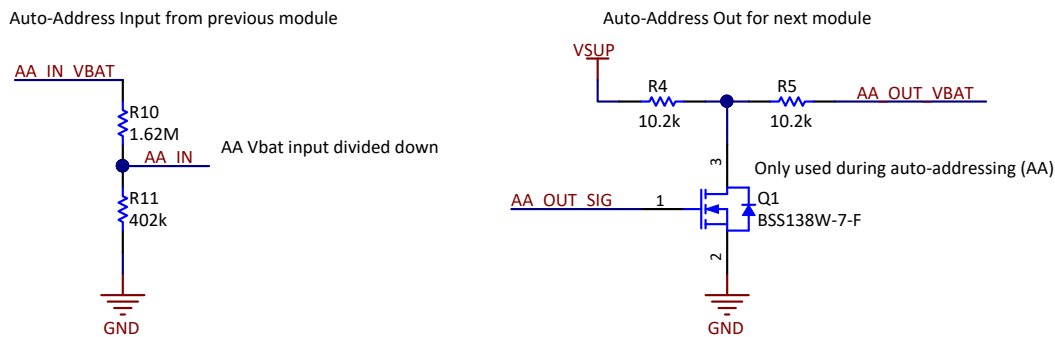 Auto-Address Input from previous module
AA_IN_VBAT
R10
1.62M
AA_IN
AA Vbat input divided down
R11
402k
GND
Auto-Address Out for next module
VSUP
R4
10.2k
R5
10.2k
AA_OUT_VBAT
3
Only used during auto-addressing (AA)
AA_OUT_SIG
1
Q1
BSS138W-7-F
2
GND